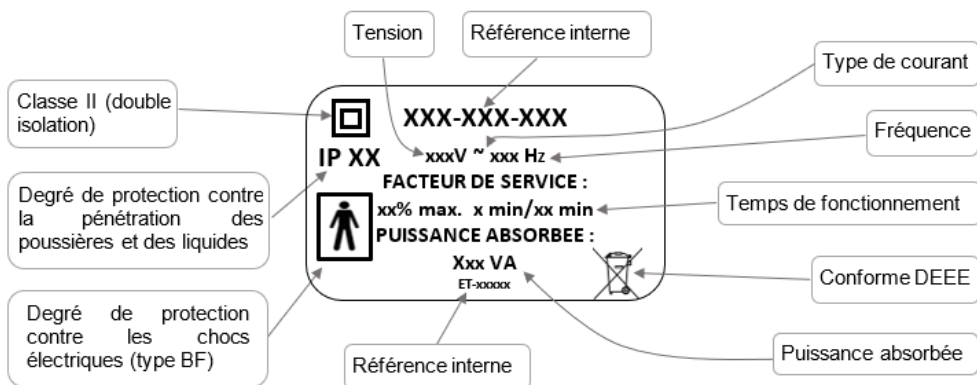 Tension
Référence interne
Type de courant
Classe II (double
isolation)
XXX-XXX-XXX
Fréquence
IP XX
xxxV ~ xxx Hz
FACTEUR DE SERVICE :
Degré de protection contre
la pénétration des
poussières et des liquides
xx% max. x min/xx min
Temps de fonctionnement
PUISSANCE ABSORBEE :
Xxx VA
ET-xxxxx
Conforme DEEE
Degré de protection
contre les chocs
électriques (type BF)
Référence interne
Puissance absorbée